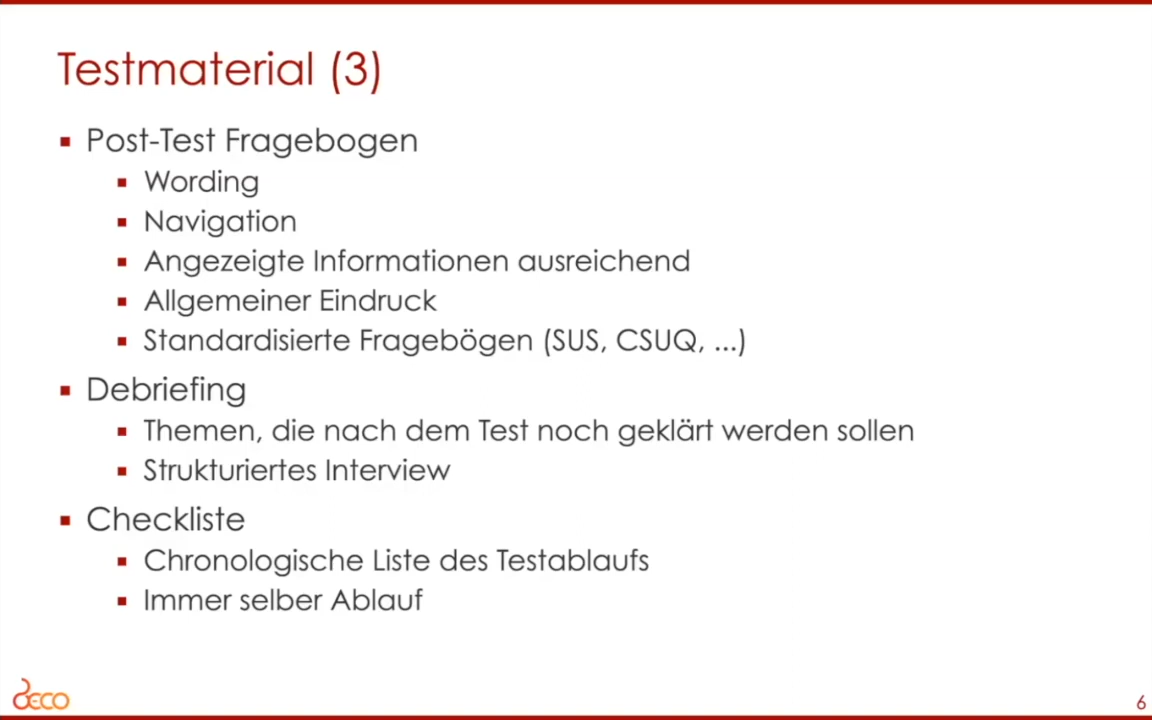 Testmaterial (3)
Post-Test Fragebogen
Wording
Navigation
Angezeigte Informationen ausreichend
Allgemeiner Eindruck
Standardisierte Fragebögen (SUS, CSUQ, ...)
Debriefing
Themen, die nach dem Test noch geklärt werden sollen
Strukturiertes Interview
Checkliste
Chronologische Liste des Testablaufs
Immer selber Ablauf
DECO
6